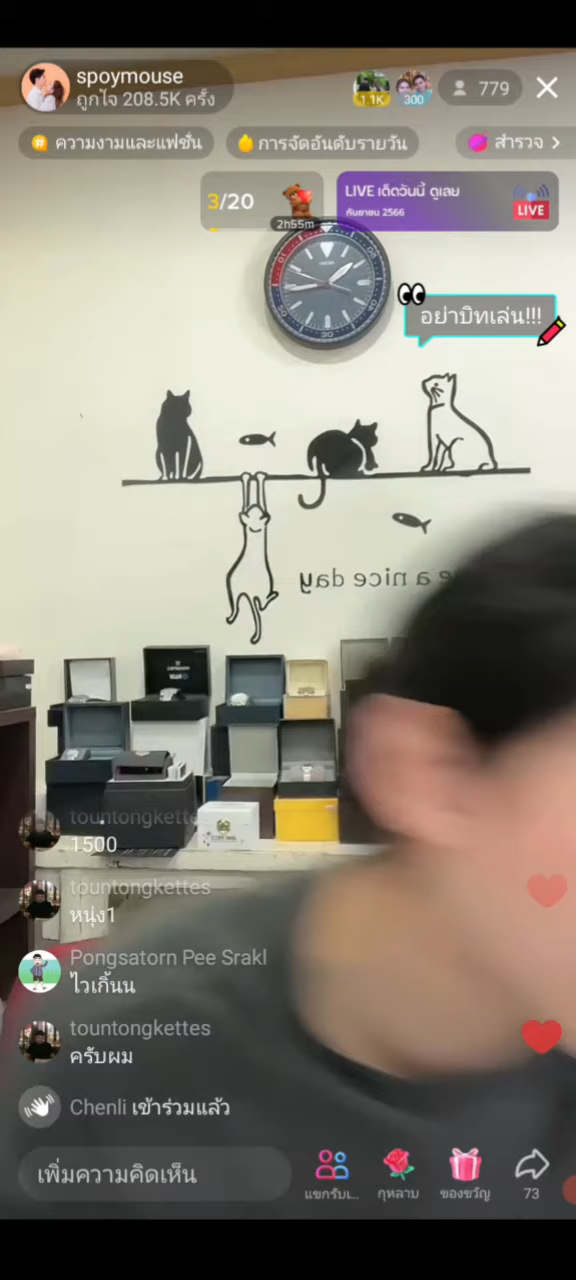 spoymouse
ถูกใจ 208.5K ครั้ง
1.1K
300
779
ความงามและแฟชั่น
การจัดอันดับรายวัน
สำรวจ
3/20
2h55m
LIVE เด็ดวันนี้ ดูเลย
กันยายน 2566
LIVE
อย่าบิทเล่น!!!
a nice day
tountongkettes
1500
tountongkettes
หนุ่ง1
Pongsatorn Pee Srakl
ไวเกิ้นน
tountongkettes
ครับผม
Chenli เข้าร่วมแล้ว
เพิ่มความคิดเห็น
แขกรับเ...
กุหลาบ
ของขวัญ
73